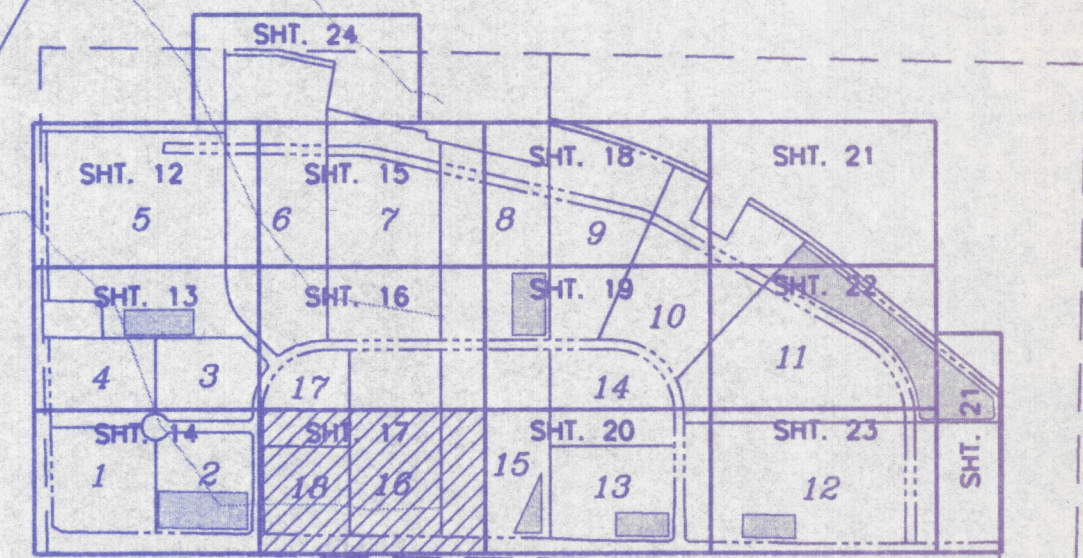 SHT. 24
SHT. 12
SHT. 15
SHT. 18
SHT. 21
5
6
7
8
9
SHT. 13
SHT. 16
SHT. 19
SHT. 22
10
11
4
3
17
14
SHT. 21
SHT. 14
SHT. 17
SHT. 20
SHT. 23
1
2
18
16
15
13
12